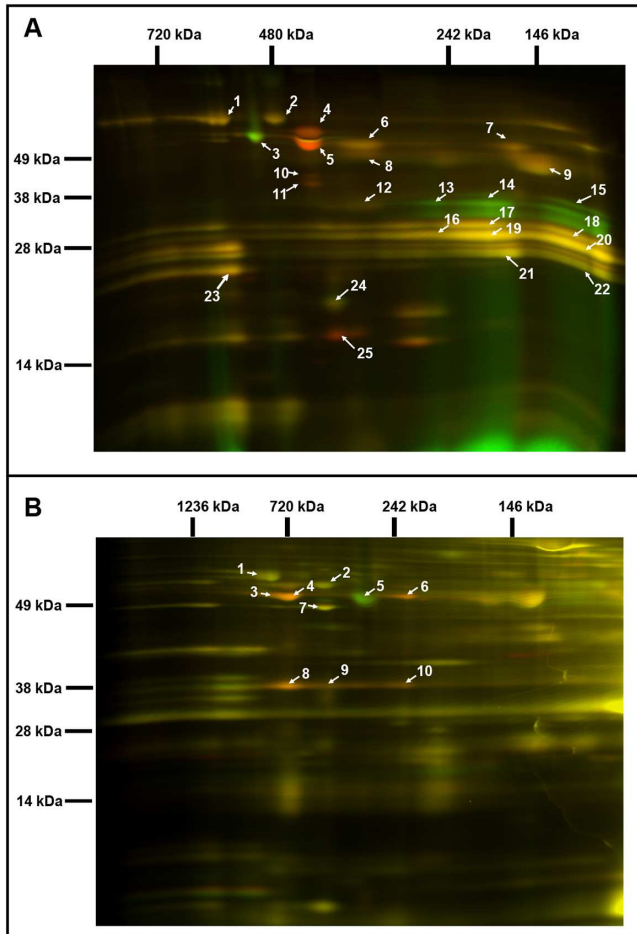 A
720 kDa 480 kDa 242 kDa 146 kDa
1 2 4
6
7
3 5 8
9
49 kDa
10
11 12 13 14 15
38 kDa
16 17 18
19 20
28 kDa
21 22
23
24
25
14 kDa
B
1236 kDa 720 kDa 242 kDa 146 kDa
1 2
3 4 5 6
7
49 kDa
8 9 10
38 kDa
28 kDa
14 kDa